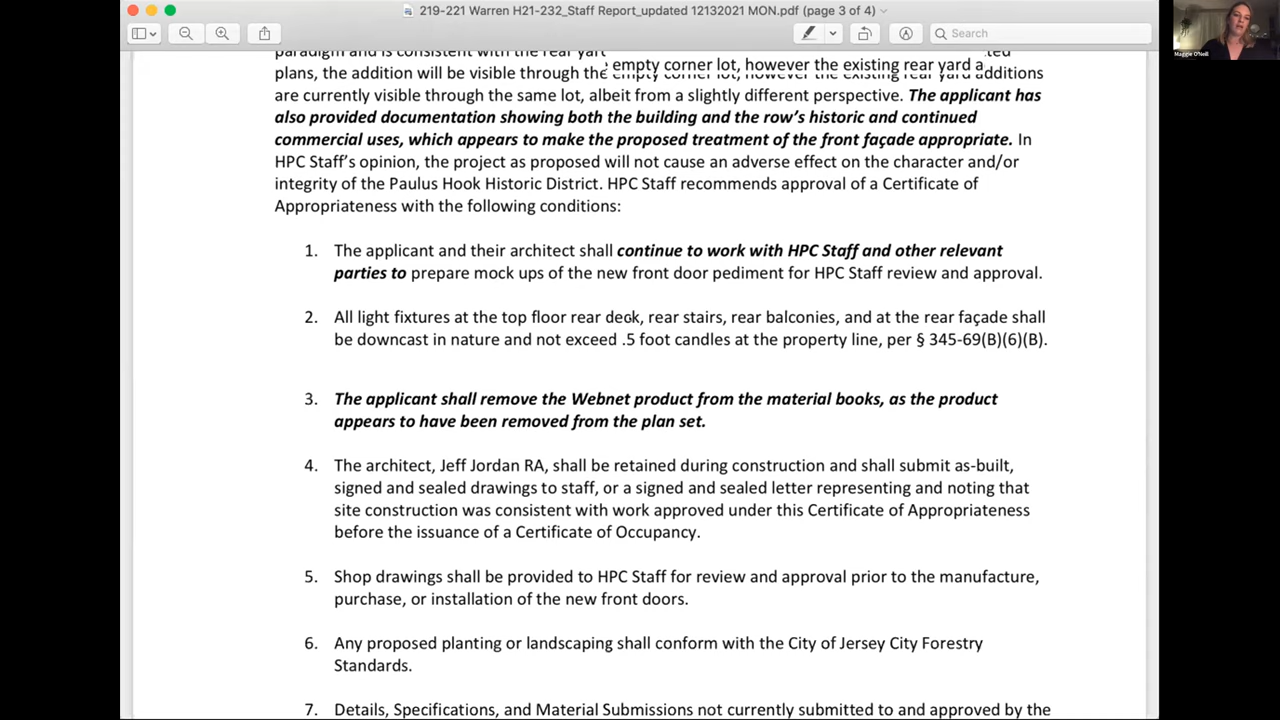 219-221 Warren H21-232_Staff Report_updated 12132021 MON.pdf (page 3 of 4)
Search
Maggie O'Neill
paradigm and is consistent with the rear yard
empty corner lot, however the existing rear yard a
plans, the addition will be visible through the empty corner lot, however the existing rear yard additions
are currently visible through the same lot, albeit from a slightly different perspective. The applicant has
also provided documentation showing both the building and the row's historic and continued
commercial uses, which appears to make the proposed treatment of the front façade appropriate. In
HPC Staff's opinion, the project as proposed will not cause an adverse effect on the character and/or
integrity of the Paulus Hook Historic District. HPC Staff recommends approval of a Certificate of
Appropriateness with the following conditions:
1. The applicant and their architect shall continue to work with HPC Staff and other relevant
parties to prepare mock ups of the new front door pediment for HPC Staff review and approval.
2. All light fixtures at the top floor rear deck, rear stairs, rear balconies, and at the rear façade shall
be downcast in nature and not exceed .5 foot candles at the property line, per § 345-69(B)(6)(B).
3. The applicant shall remove the Webnet product from the material books, as the product
appears to have been removed from the plan set.
4. The architect, Jeff Jordan RA, shall be retained during construction and shall submit as-built,
signed and sealed drawings to staff, or a signed and sealed letter representing and noting that
site construction was consistent with work approved under this Certificate of Appropriateness
before the issuance of a Certificate of Occupancy.
5. Shop drawings shall be provided to HPC Staff for review and approval prior to the manufacture,
purchase, or installation of the new front doors.
6. Any proposed planting or landscaping shall conform with the City of Jersey City Forestry
Standards.
7. Details, Specifications, and Material Submissions not currently submitted to and approved by the